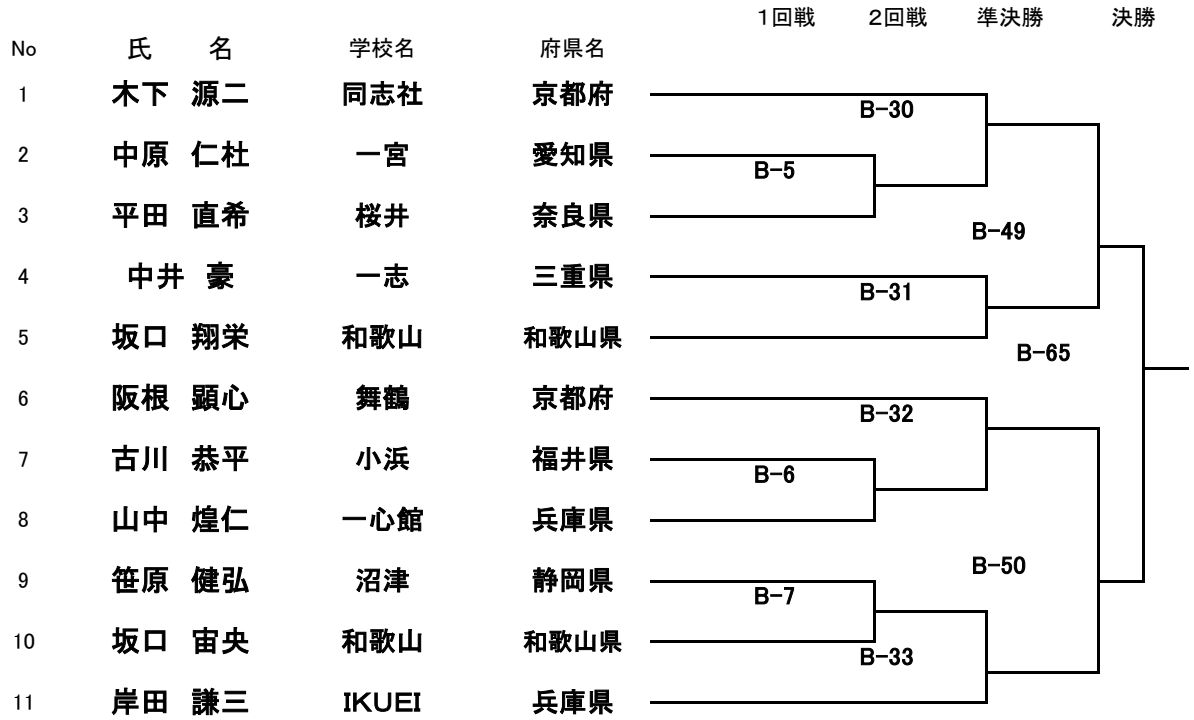 1回戦 2回戦 準決勝 決勝
No 氏 名 学校名 府県名
1 木下 源二 同志社 京都府
B-30
2 中原 仁杜 一宮 愛知県
B-5
3 平田 直希 桜井 奈良県
B-49
4 中井 豪 一志 三重県
B-31
5 坂口 翔栄 和歌山 和歌山県
B-65
6 阪根 顕心 舞鶴 京都府
B-32
7 古川 恭平 小浜 福井県
B-6
8 山中 煌仁 一心館 兵庫県
B-50
9 笹原 健弘 沼津 静岡県
B-7
10 坂口 宙央 和歌山 和歌山県
B-33
11 岸田 謙三 IKUEI 兵庫県